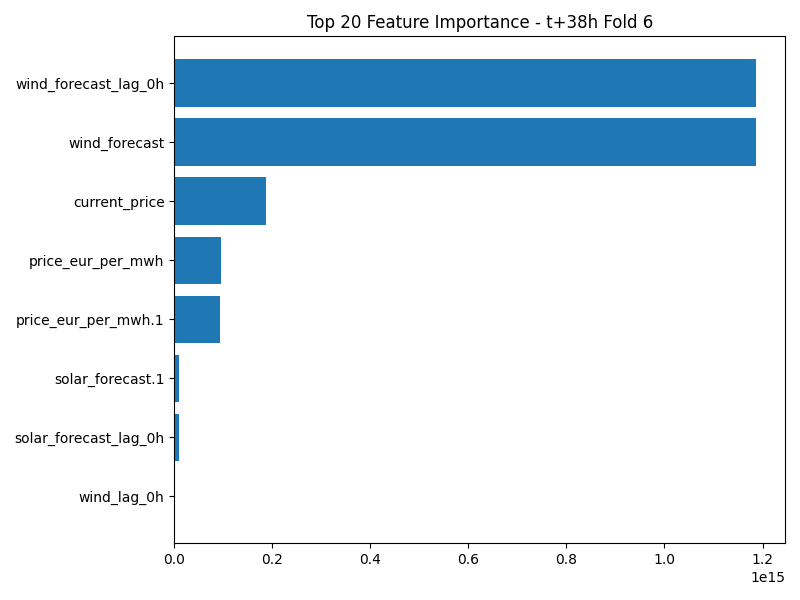 Top 20 Feature Importance - t+38h Fold 6
wind_forecast_lag_0h
wind_forecast
current_price
price_eur_per_mwh
price_eur_per_mwh.1
solar_forecast.1
solar_forecast_lag_0h
wind_lag_0h
0.0 0.2 0.4 0.6 0.8 1.0 1.2
1e15